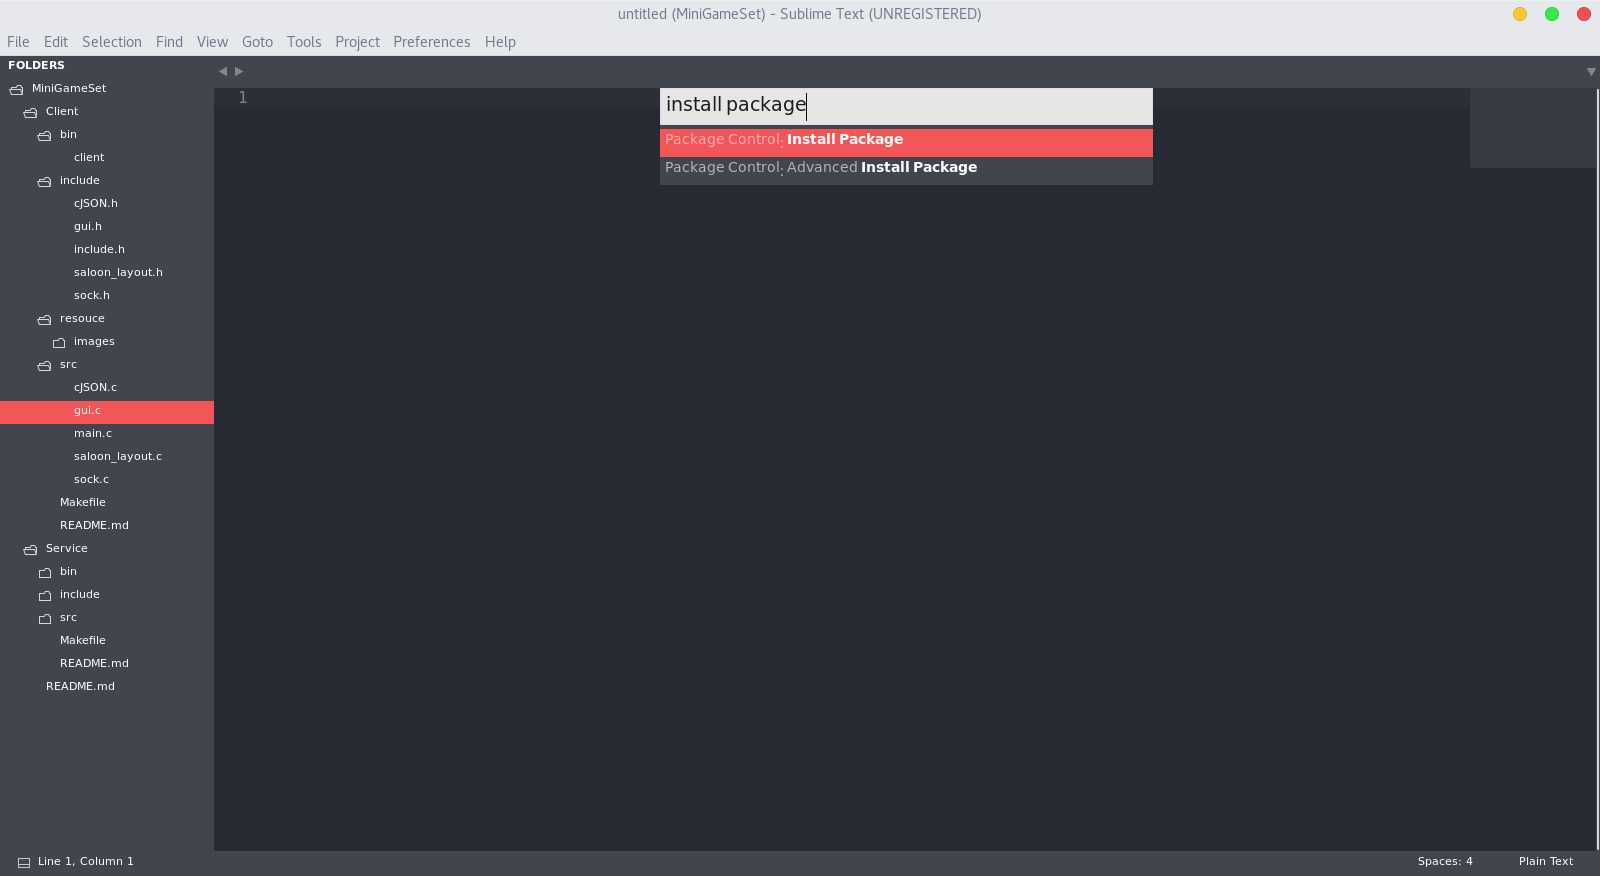 untitled (MiniGameSet) - Sublime Text (UNREGISTERED)
File Edit Selection Find View Goto Tools Project Preferences Help
FOLDERS
MiniGameSet
Client
bin
client
include
cJSON.h
gui.h
include.h
saloon_layout.h
sock.h
resouce
images
src
cJSON.c
gui.c
main.c
saloon_layout.c
sock.c
Makefile
README.md
Service
bin
include
src
Makefile
README.md
README.md
1
install package
Package Control: Install Package
Package Control: Advanced Install Package
Line 1, Column 1
Spaces: 4
Plain Text